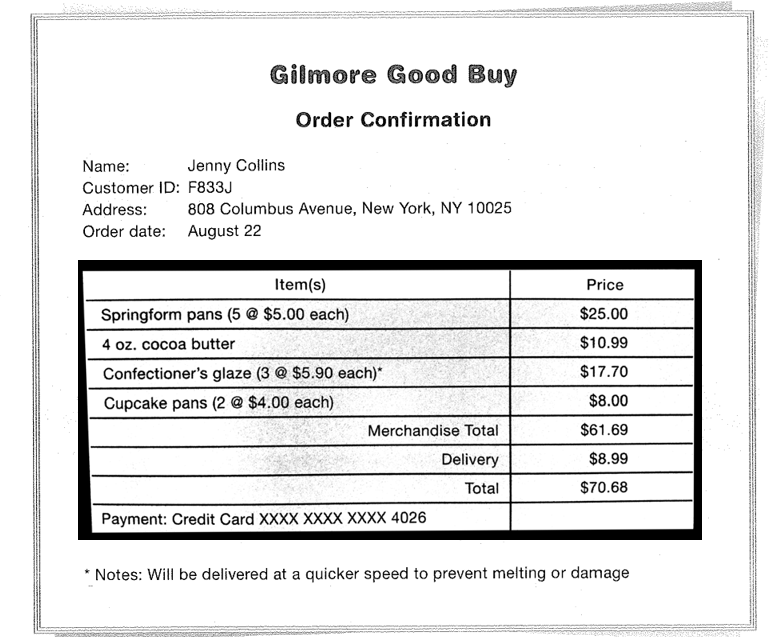 Gilmore Good Buy
Order Confirmation
Name: Jenny Collins
Customer ID: F833J
Address: 808 Columbus Avenue, New York, NY 10025
Order date: August 22
Item(s) Price
Springform pans (5 @ $5.00 each) $25.00
4 oz. cocoa butter $10.99
Confectioner's glaze (3 @ $5.90 each)* $17.70
Cupcake pans (2 @ $4.00 each) $8.00
Merchandise Total $61.69
Delivery $8.99
Total $70.68
Payment: Credit Card XXXX XXXX XXXX 4026
* Notes: Will be delivered at a quicker speed to prevent melting or damage